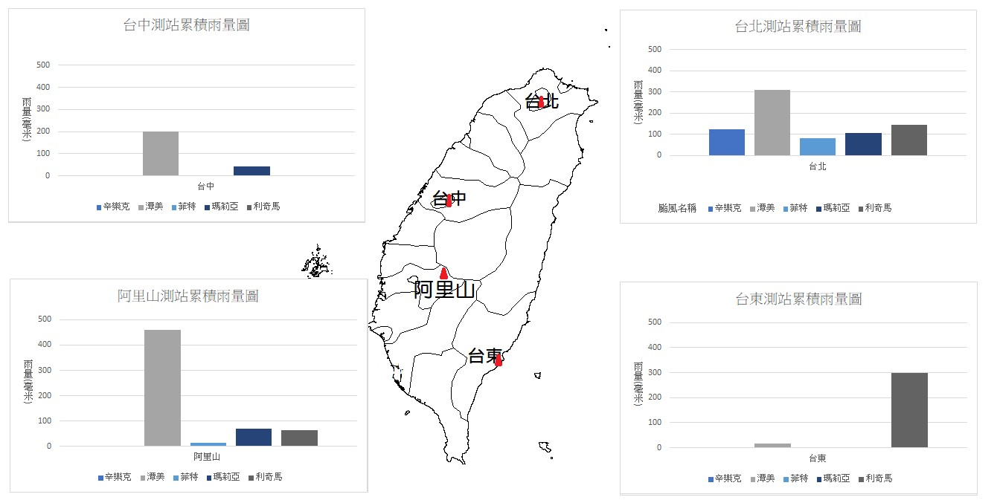 台中測站累積雨量圖
500
400
300
200
100
0
雨量(毫米)
台中
辛樂克 潭美 菲特 瑪莉亞 利奇馬
台北測站累積雨量圖
500
400
300
200
100
0
雨量(毫米)
台北
颱風名稱 辛樂克 潭美 菲特 瑪莉亞 利奇馬
台北
台中
阿里山
台東
阿里山測站累積雨量圖
500
400
300
200
100
0
雨量(毫米)
阿里山
辛樂克 潭美 菲特 瑪莉亞 利奇馬
台東測站累積雨量圖
500
400
300
200
100
0
雨量(毫米)
台東
辛樂克 潭美 菲特 瑪莉亞 利奇馬